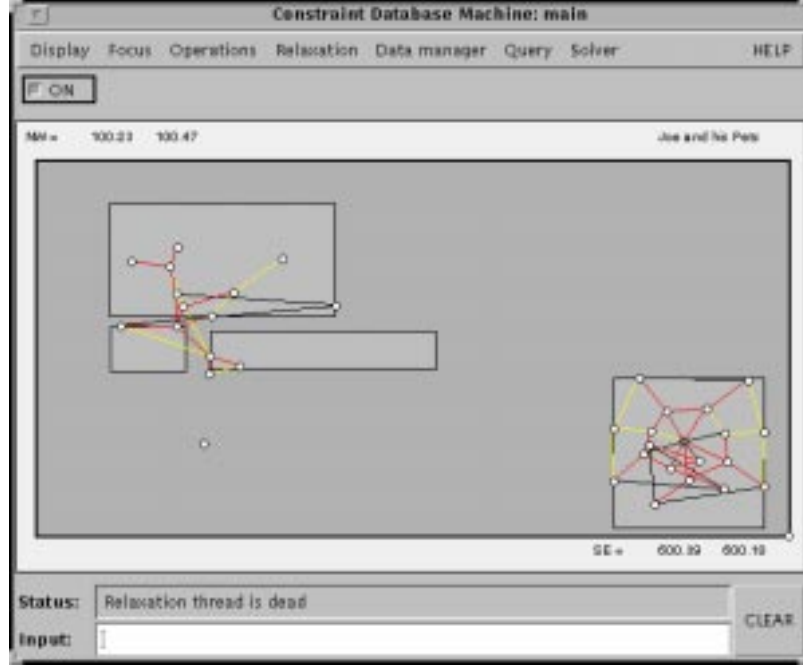 Constraint Database Machine: main
Display Focus Operations Relaxation Data manager Query Solver HELP
ON
NW = 100.23 100.47 Joe and his Pets
SE = 600.39 600.18
Status: Relaxation thread is dead
CLEAR
Input: